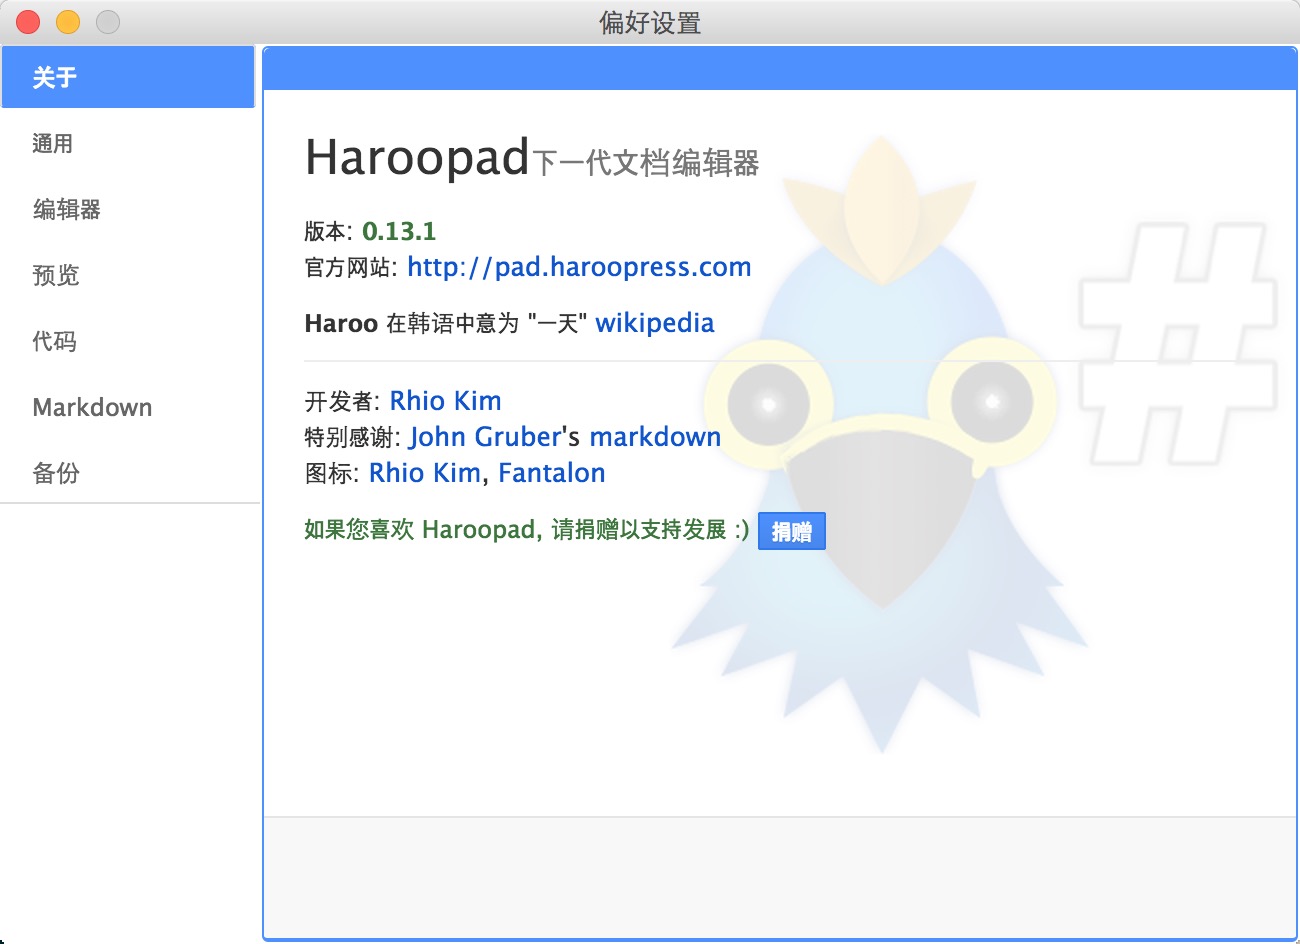 偏好设置
关于
通用
编辑器
预览
代码
Markdown
备份
Haroopad下一代文档编辑器
版本: 0.13.1
官方网站: http://pad.haroopress.com
Haroo 在韩语中意为 "一天" wikipedia
开发者: Rhio Kim
特别感谢: John Gruber's markdown
图标: Rhio Kim, Fantalon
如果您喜欢 Haroopad, 请捐赠以支持发展 :) 捐赠
#